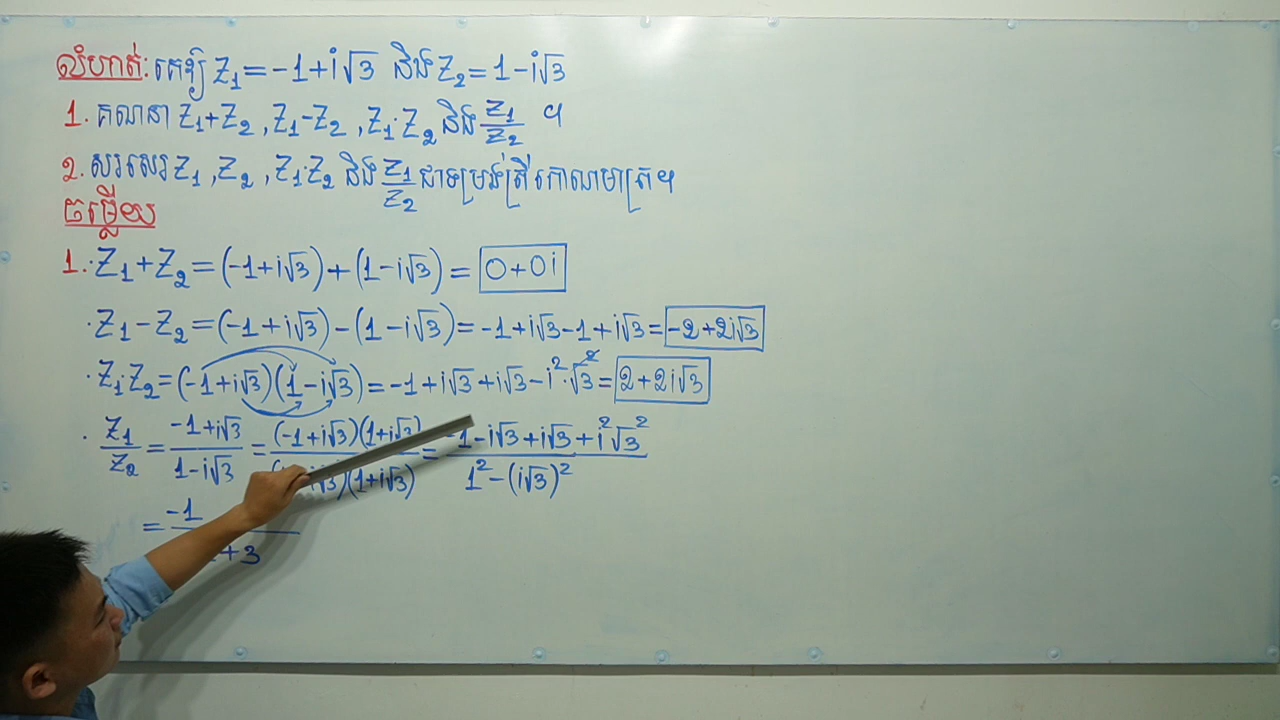 លំហាត់: គេឱ្យ Z₁ = -1 + i√3 និង Z₂ = 1 - i√3
1. គណនា Z₁ + Z₂ , Z₁ - Z₂ , Z₁·Z₂ និង Z₁/Z₂ ។
២. សរសេរ Z₁ , Z₂ , Z₁·Z₂ និង Z₁/Z₂ ជាទម្រង់ត្រីកោណមាត្រ។
ចម្លើយ
1. · Z₁ + Z₂ = (-1 + i√3) + (1 - i√3) = 0 + 0i
· Z₁ - Z₂ = (-1 + i√3) - (1 - i√3) = -1 + i√3 - 1 + i√3 = -2 + 2i√3
· Z₁·Z₂ = (-1 + i√3)(1 - i√3) = -1 + i√3 + i√3 - i²·√3² = 2 + 2i√3
· Z₁/Z₂ = (-1 + i√3)/(1 - i√3) = (-1 + i√3)(1 + i√3)/( i√3)(1 + i√3) = 1 - i√3 + i√3 + i²√3²/1² - (i√3)²
= -1/ + 3